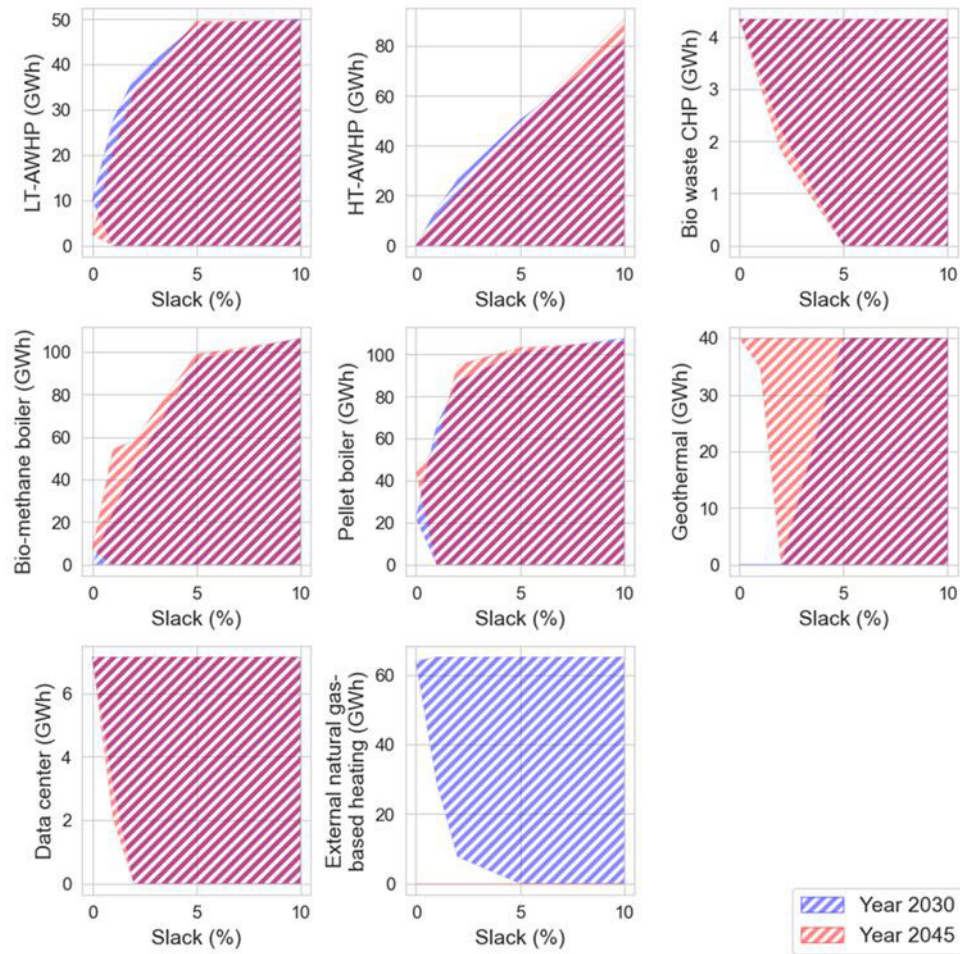 LT-AWHP (GWh)
50
40
30
20
10
0
0 5 10
Slack (%)
HT-AWHP (GWh)
80
60
40
20
0
0 5 10
Slack (%)
Bio waste CHP (GWh)
4
3
2
1
0
0 5 10
Slack (%)
Bio-methane boiler (GWh)
100
80
60
40
20
0
0 5 10
Slack (%)
Pellet boiler (GWh)
100
80
60
40
20
0
0 5 10
Slack (%)
Geothermal (GWh)
40
30
20
10
0
0 5 10
Slack (%)
Data center (GWh)
6
4
2
0
0 5 10
Slack (%)
External natural gas-
based heating (GWh)
60
40
20
0
0 5 10
Slack (%)
Year 2030
Year 2045